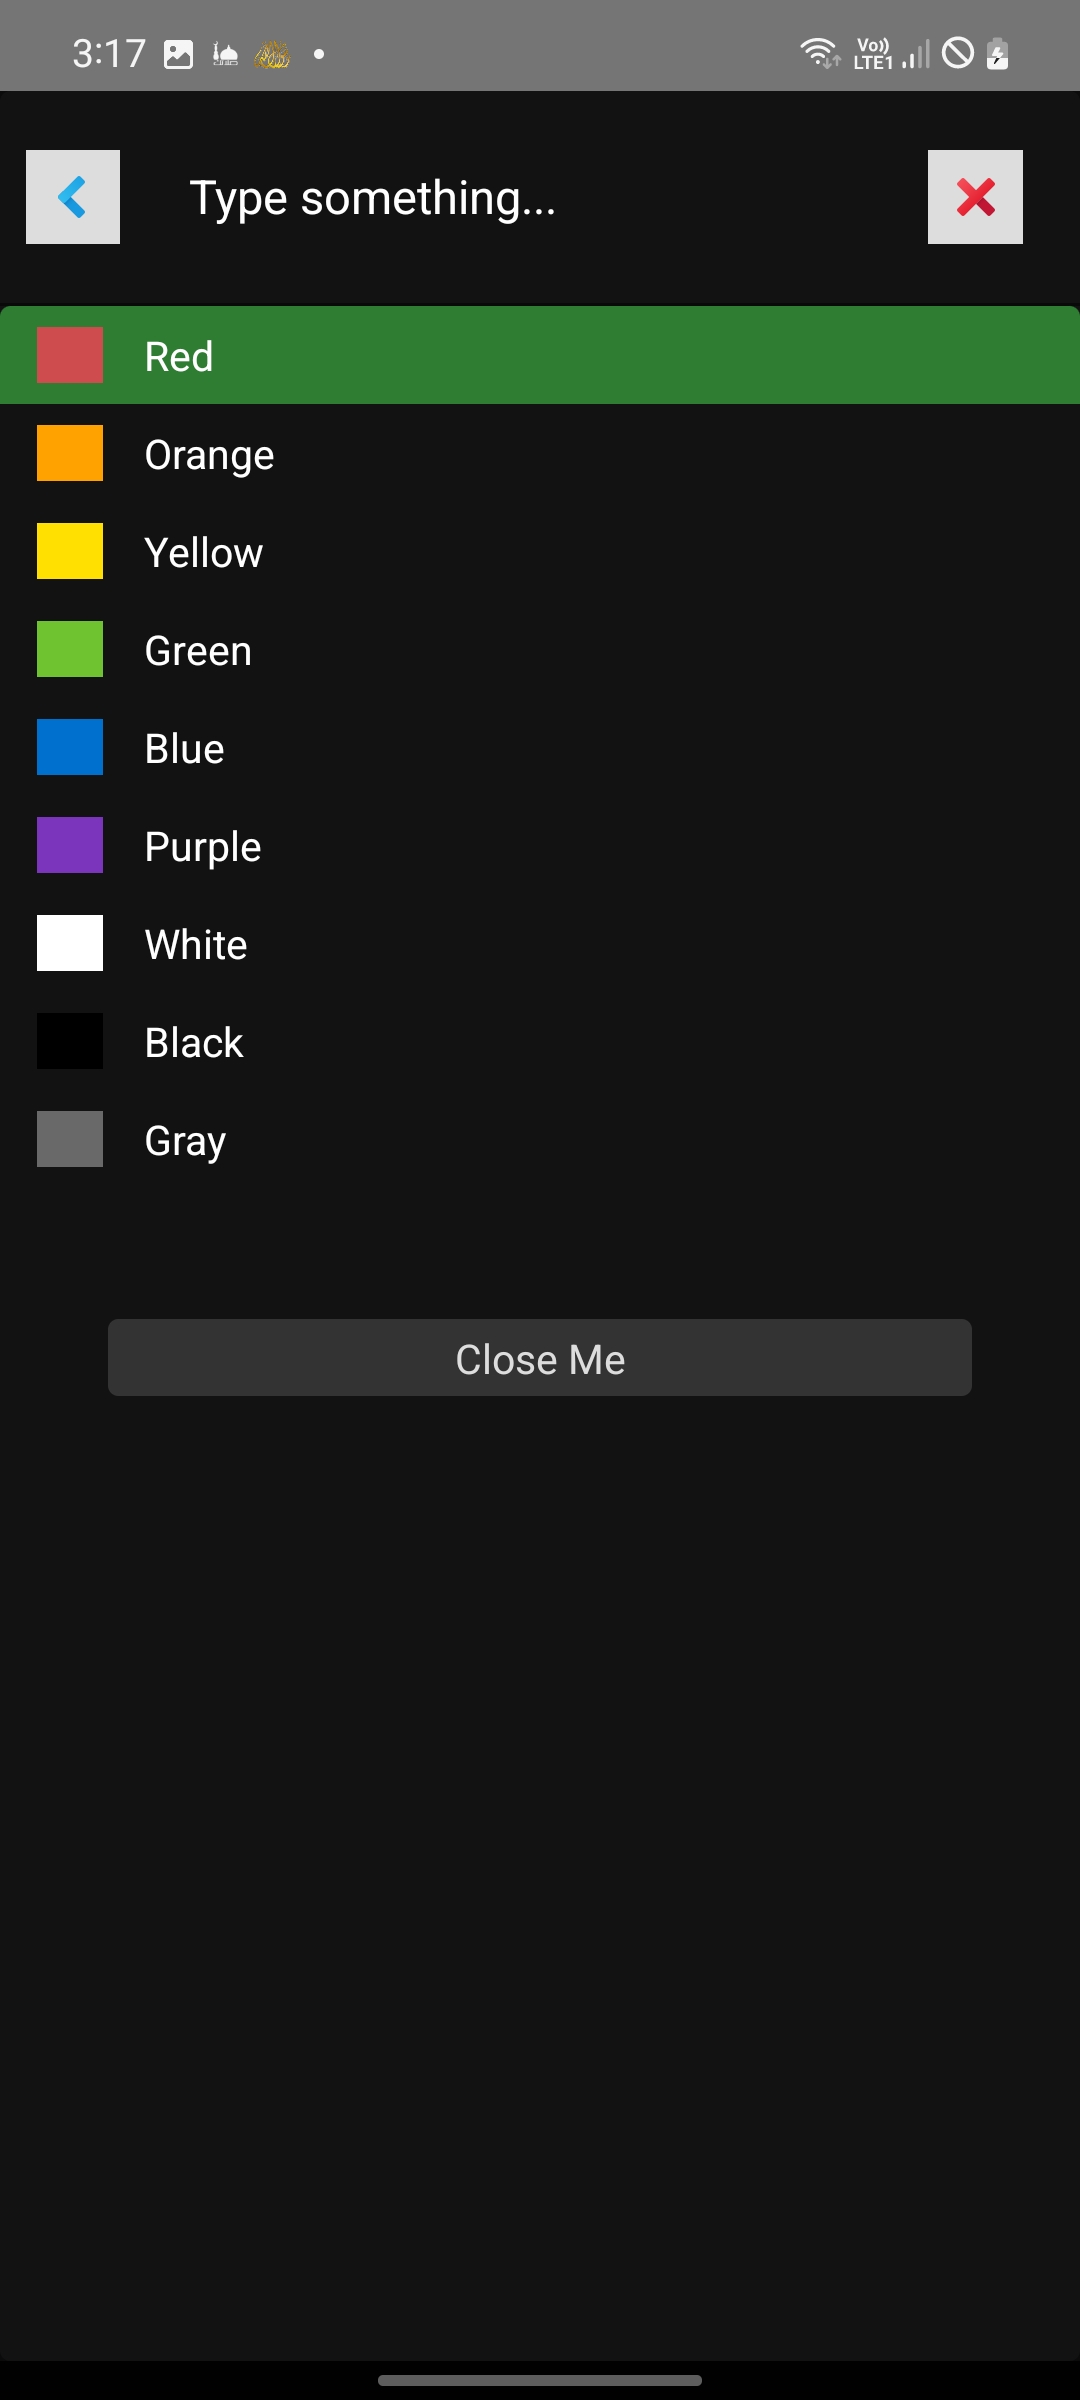 3:17
Vo))
LTE1
Type something...
Red
Orange
Yellow
Green
Blue
Purple
White
Black
Gray
Close Me